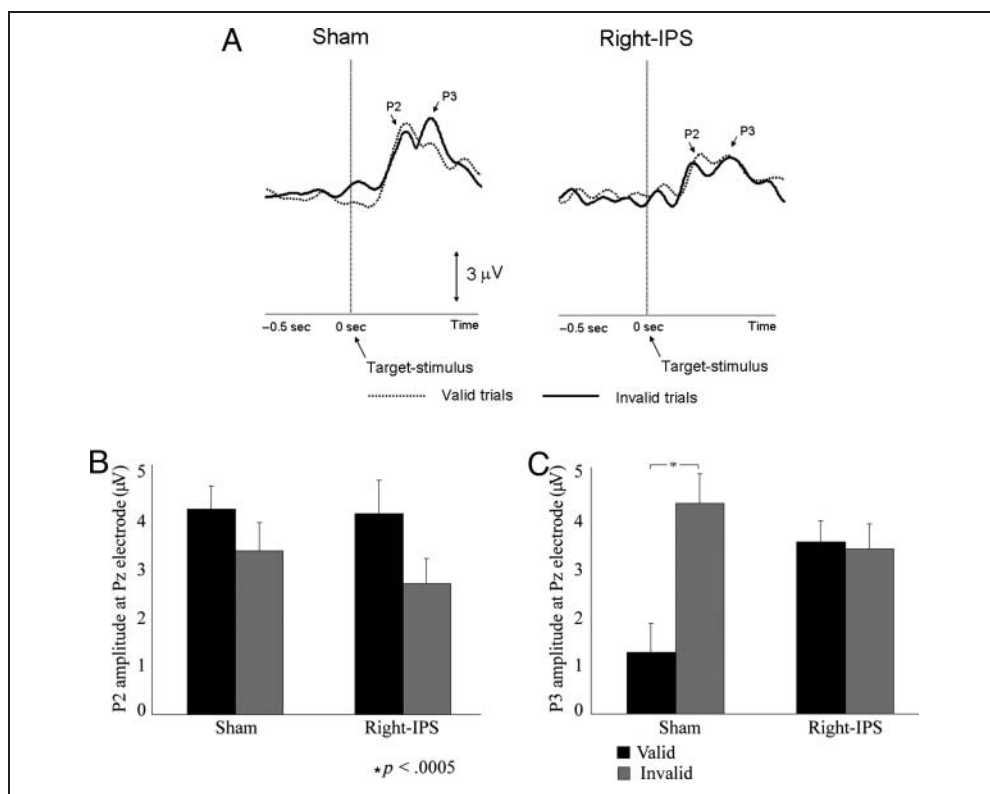 A
Sham
Right-IPS
P2
P3
P2
P3
3 µV
−0.5 sec
0 sec
Time
−0.5 sec
0 sec
Time
Target-stimulus
Target-stimulus
Valid trials
Invalid trials
B
P2 amplitude at Pz electrode (µV)
5
4
3
2
1
0
Sham
Right-IPS
*p < .0005
C
P3 amplitude at Pz electrode (µV)
5
4
3
2
1
0
*
Sham
Right-IPS
Valid
Invalid